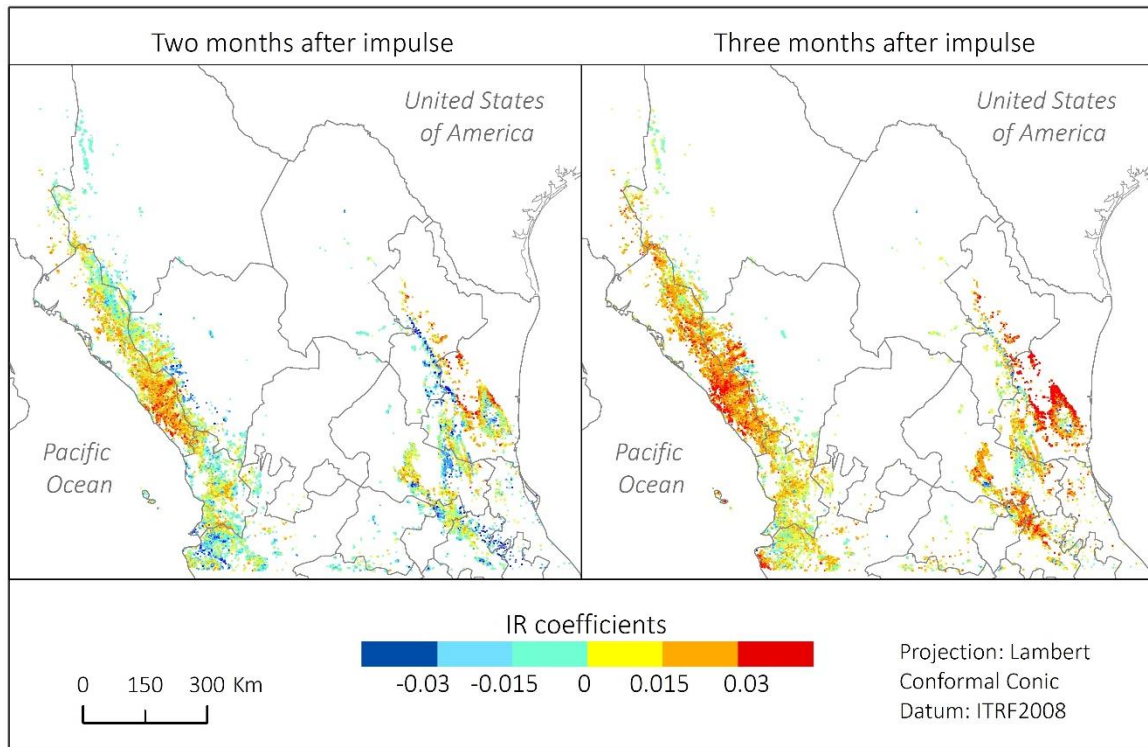 Two months after impulse
Three months after impulse
United States
of America
United States
of America
Pacific
Ocean
Pacific
Ocean
IR coefficients
-0.03 -0.015 0 0.015 0.03
0 150 300 Km
Projection: Lambert
Conformal Conic
Datum: ITRF2008